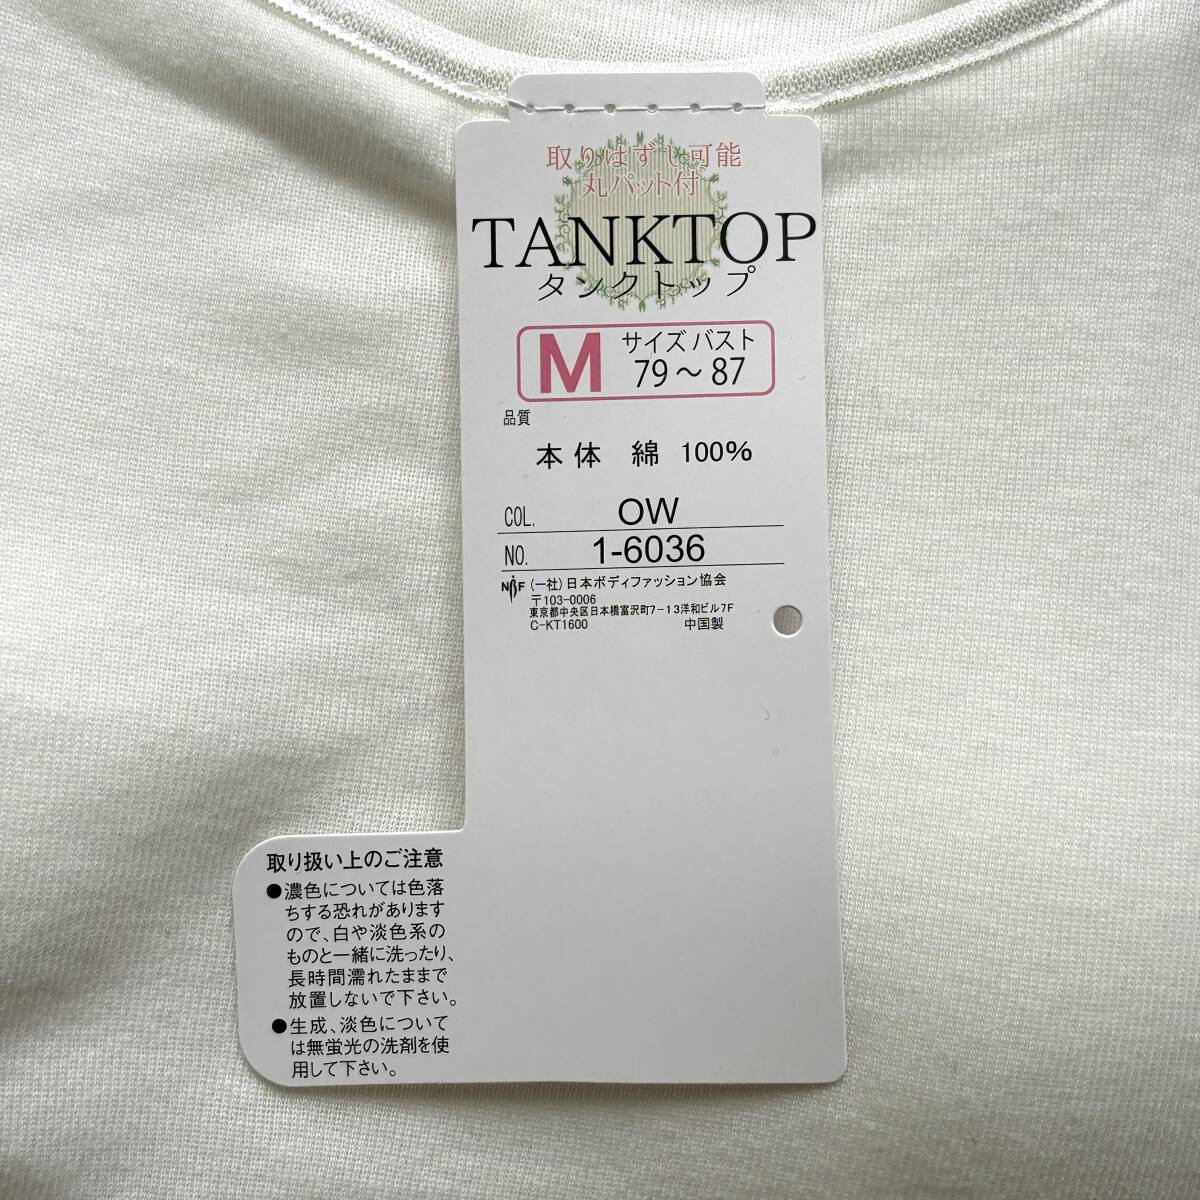 取りはずし可能
丸パット付
TANKTOP
タンクトップ
M サイズ バスト
79～87
品質
本体 綿 100%
COL. OW
NO. 1-6036
NBF (一社)日本ボディファッション協会
〒103-0006
東京都中央区日本橋富沢町7-13洋和ビル7F
C-KT1600 中国製
取り扱い上のご注意
●濃色については色落
ちする恐れがあります
ので、白や淡色系の
ものと一緒に洗ったり、
長時間濡れたままで
放置しないで下さい。
●生成、淡色について
は無蛍光の洗剤を使
用して下さい。